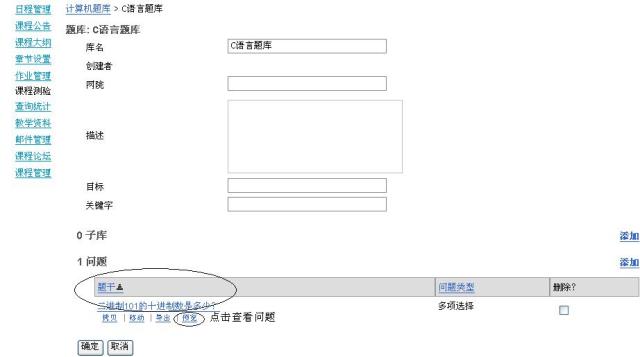 日程管理
课程公告
课程大纲
章节设置
作业管理
课程测验
查询统计
教学资料
邮件管理
课程论坛
课程管理
计算机题库 > C语言题库
题库: C语言题库
库名 C语言题库
创建者
网院
描述
目标
关键字
0 子库 添加
1 问题 添加
题干 问题类型 删除?
二进制101的十进制数是多少? 多项选择
拷贝 | 移动 | 导出 | 预览 点击查看问题
确定 取消